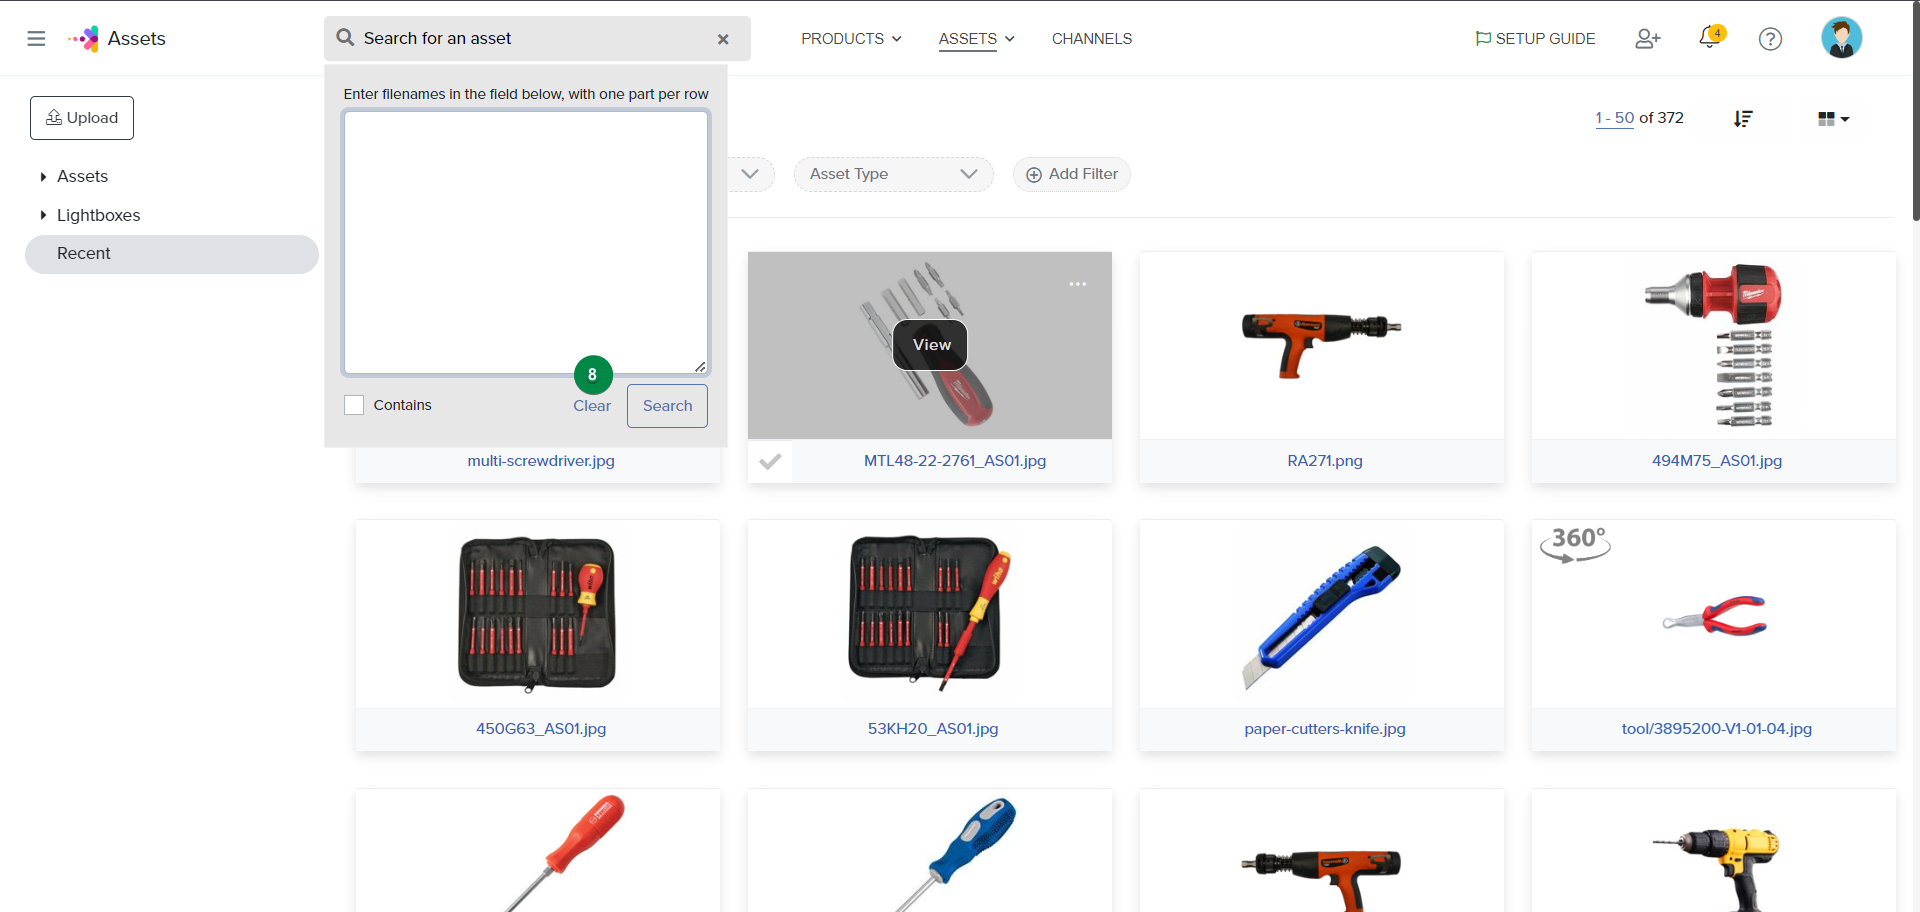 Assets
Search for an asset
PRODUCTS
ASSETS
CHANNELS
SETUP GUIDE
4
Upload
Enter filenames in the field below, with one part per row
1 - 50 of 372
Asset Type
Add Filter
Assets
Lightboxes
Recent
View
8
Contains
Clear
Search
multi-screwdriver.jpg
MTL48-22-2761_AS01.jpg
RA271.png
494M75_AS01.jpg
360°
450G63_AS01.jpg
53KH20_AS01.jpg
paper-cutters-knife.jpg
tool/3895200-V1-01-04.jpg